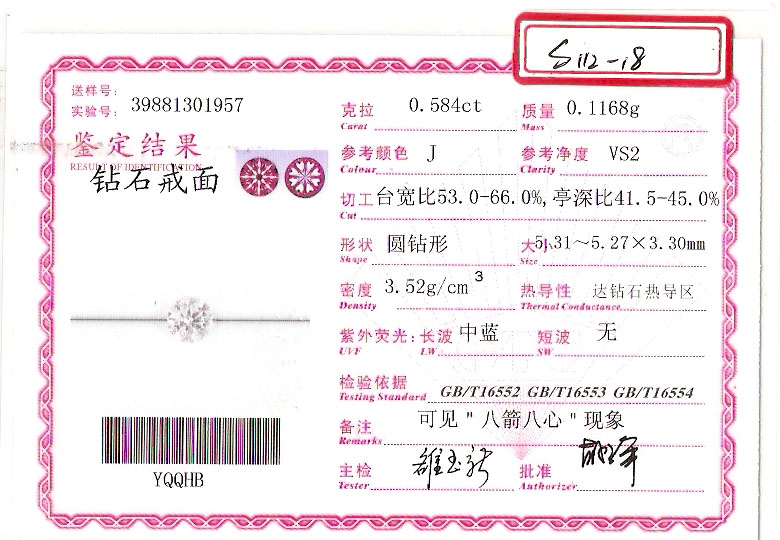 S112-18
送样号:
实验号: 39881301957
鉴定结果
RESULT OF IDENTIFICATION
钻石戒面
YQQHB
克拉 0.584ct 质量 0.1168g
Carat Mass
参考颜色 J 参考净度 VS2
Colour Clarity
切工 台宽比53.0-66.0%,亭深比41.5-45.0%
Cut
形状 圆钻形 大小 5.31~5.27×3.30mm
Shape Size
密度 3.52g/cm³ 热导性 达钻石热导区
Density Thermal Conductance
紫外荧光: 长波 中蓝 短波 无
UVF LW SW
检验依据
Testing Standard GB/T16552 GB/T16553 GB/T16554
备注 可见"八箭八心"现象
Remarks
主检 批准
Tester Authorizer